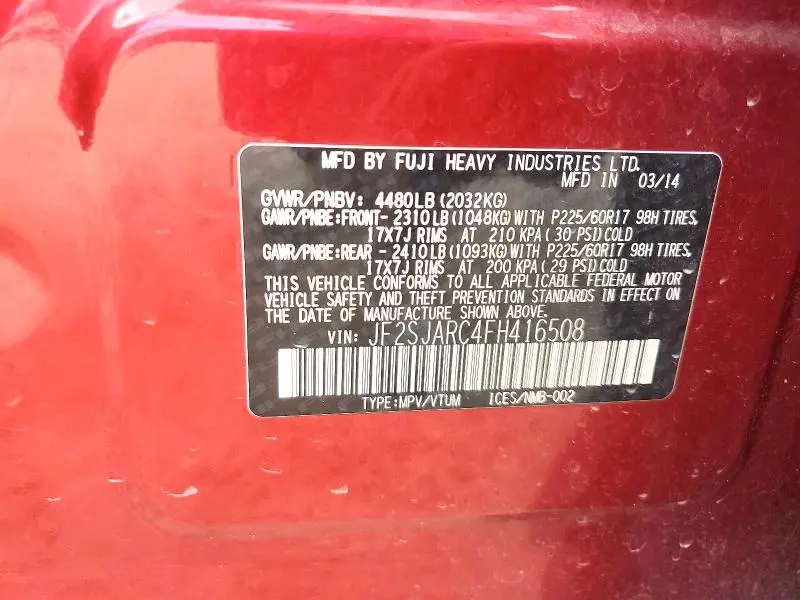 MFD BY FUJI HEAVY INDUSTRIES LTD.
MFD IN 03/14
GVWR/PNBV: 4480LB (2032KG)
GAWR/PNBE:FRONT- 2310LB(1048KG)WITH P225/60R17 98H TIRES,
17X7J RIMS AT 210 KPA( 30 PSI)COLD
GAWR/PNBE:REAR - 2410LB(1093KG)WITH P225/60R17 98H TIRES,
17X7J RIMS AT 200 KPA( 29 PSI)COLD
THIS VEHICLE CONFORMS TO ALL APPLICABLE FEDERAL MOTOR
VEHICLE SAFETY AND THEFT PREVENTION STANDARDS IN EFFECT ON
THE DATE OF MANUFACTURE SHOWN ABOVE.
VIN: JF2SJARC4FH416508
TYPE:MPV/VTUM ICES/NMB-002